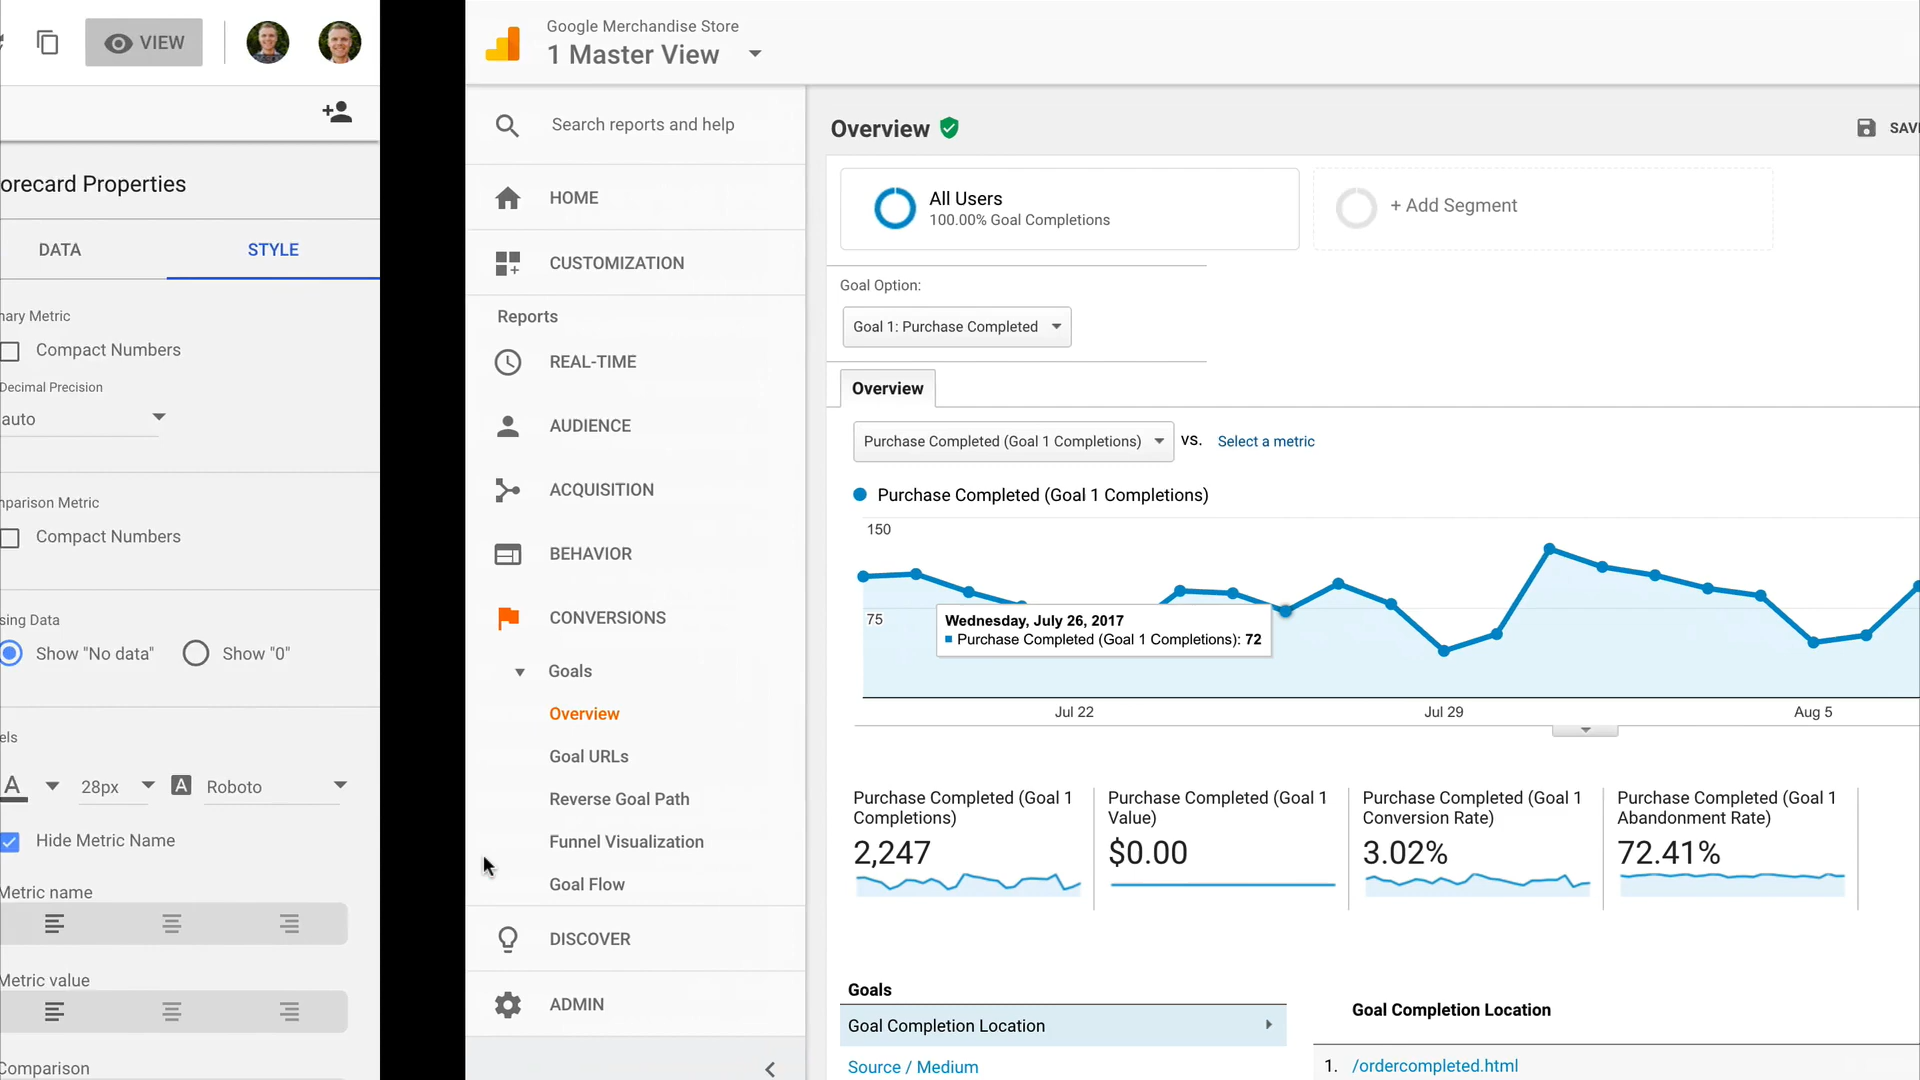 VIEW
orecard Properties
DATA
STYLE
nary Metric
Compact Numbers
Decimal Precision
auto
nparison Metric
Compact Numbers
sing Data
Show "No data"
Show "0"
els
A
28px
A
Roboto
Hide Metric Name
Metric name
Metric value
Comparison
Google Merchandise Store
1 Master View
Search reports and help
HOME
CUSTOMIZATION
Reports
REAL-TIME
AUDIENCE
ACQUISITION
BEHAVIOR
CONVERSIONS
Goals
Overview
Goal URLs
Reverse Goal Path
Funnel Visualization
Goal Flow
DISCOVER
ADMIN
Overview
SAV
All Users
100.00% Goal Completions
+ Add Segment
Goal Option:
Goal 1: Purchase Completed
Overview
Purchase Completed (Goal 1 Completions)
VS.
Select a metric
Purchase Completed (Goal 1 Completions)
150
75
Wednesday, July 26, 2017
Purchase Completed (Goal 1 Completions): 72
Jul 22
Jul 29
Aug 5
Purchase Completed (Goal 1
Completions)
2,247
Purchase Completed (Goal 1
Value)
$0.00
Purchase Completed (Goal 1
Conversion Rate)
3.02%
Purchase Completed (Goal 1
Abandonment Rate)
72.41%
Goals
Goal Completion Location
Source / Medium
Goal Completion Location
1. /ordercompleted.html